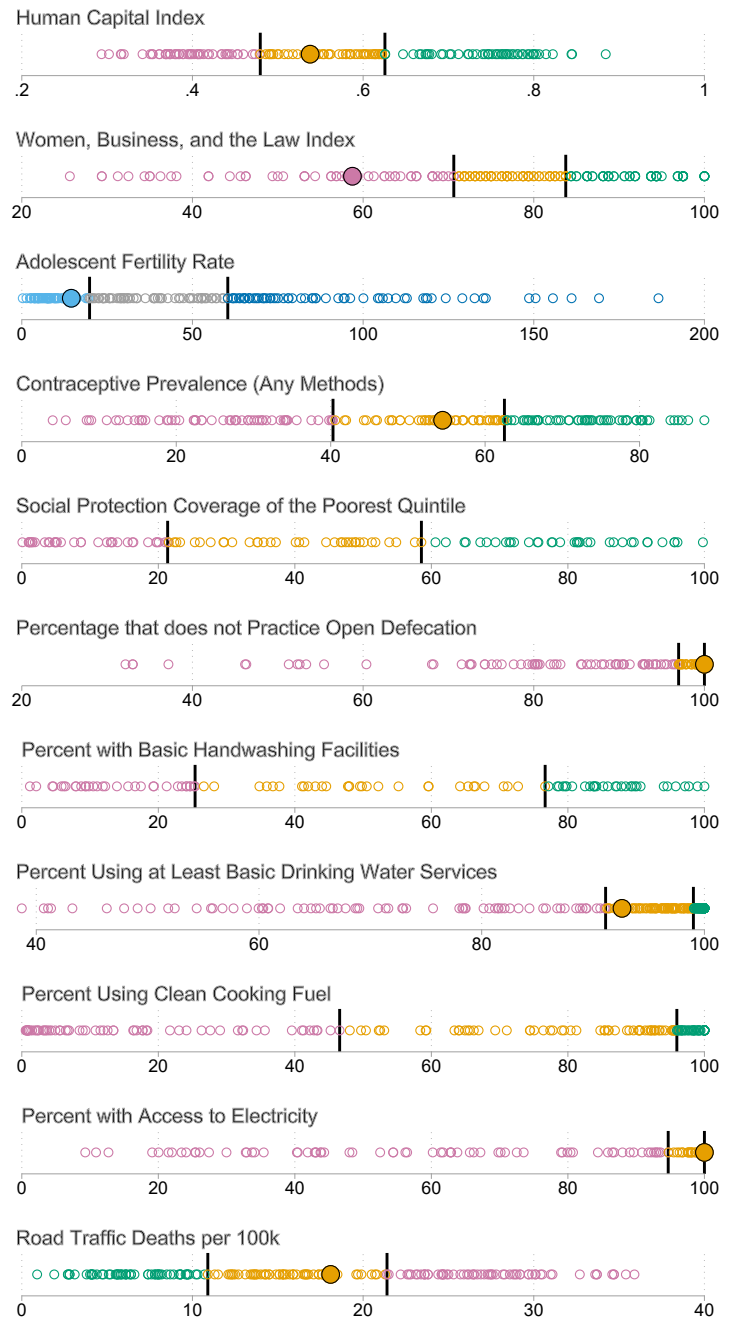 Human Capital Index
.2 .4 .6 .8 1
Women, Business, and the Law Index
20 40 60 80 100
Adolescent Fertility Rate
0 50 100 150 200
Contraceptive Prevalence (Any Methods)
0 20 40 60 80
Social Protection Coverage of the Poorest Quintile
0 20 40 60 80 100
Percentage that does not Practice Open Defecation
20 40 60 80 100
Percent with Basic Handwashing Facilities
0 20 40 60 80 100
Percent Using at Least Basic Drinking Water Services
40 60 80 100
Percent Using Clean Cooking Fuel
0 20 40 60 80 100
Percent with Access to Electricity
0 20 40 60 80 100
Road Traffic Deaths per 100k
0 10 20 30 40